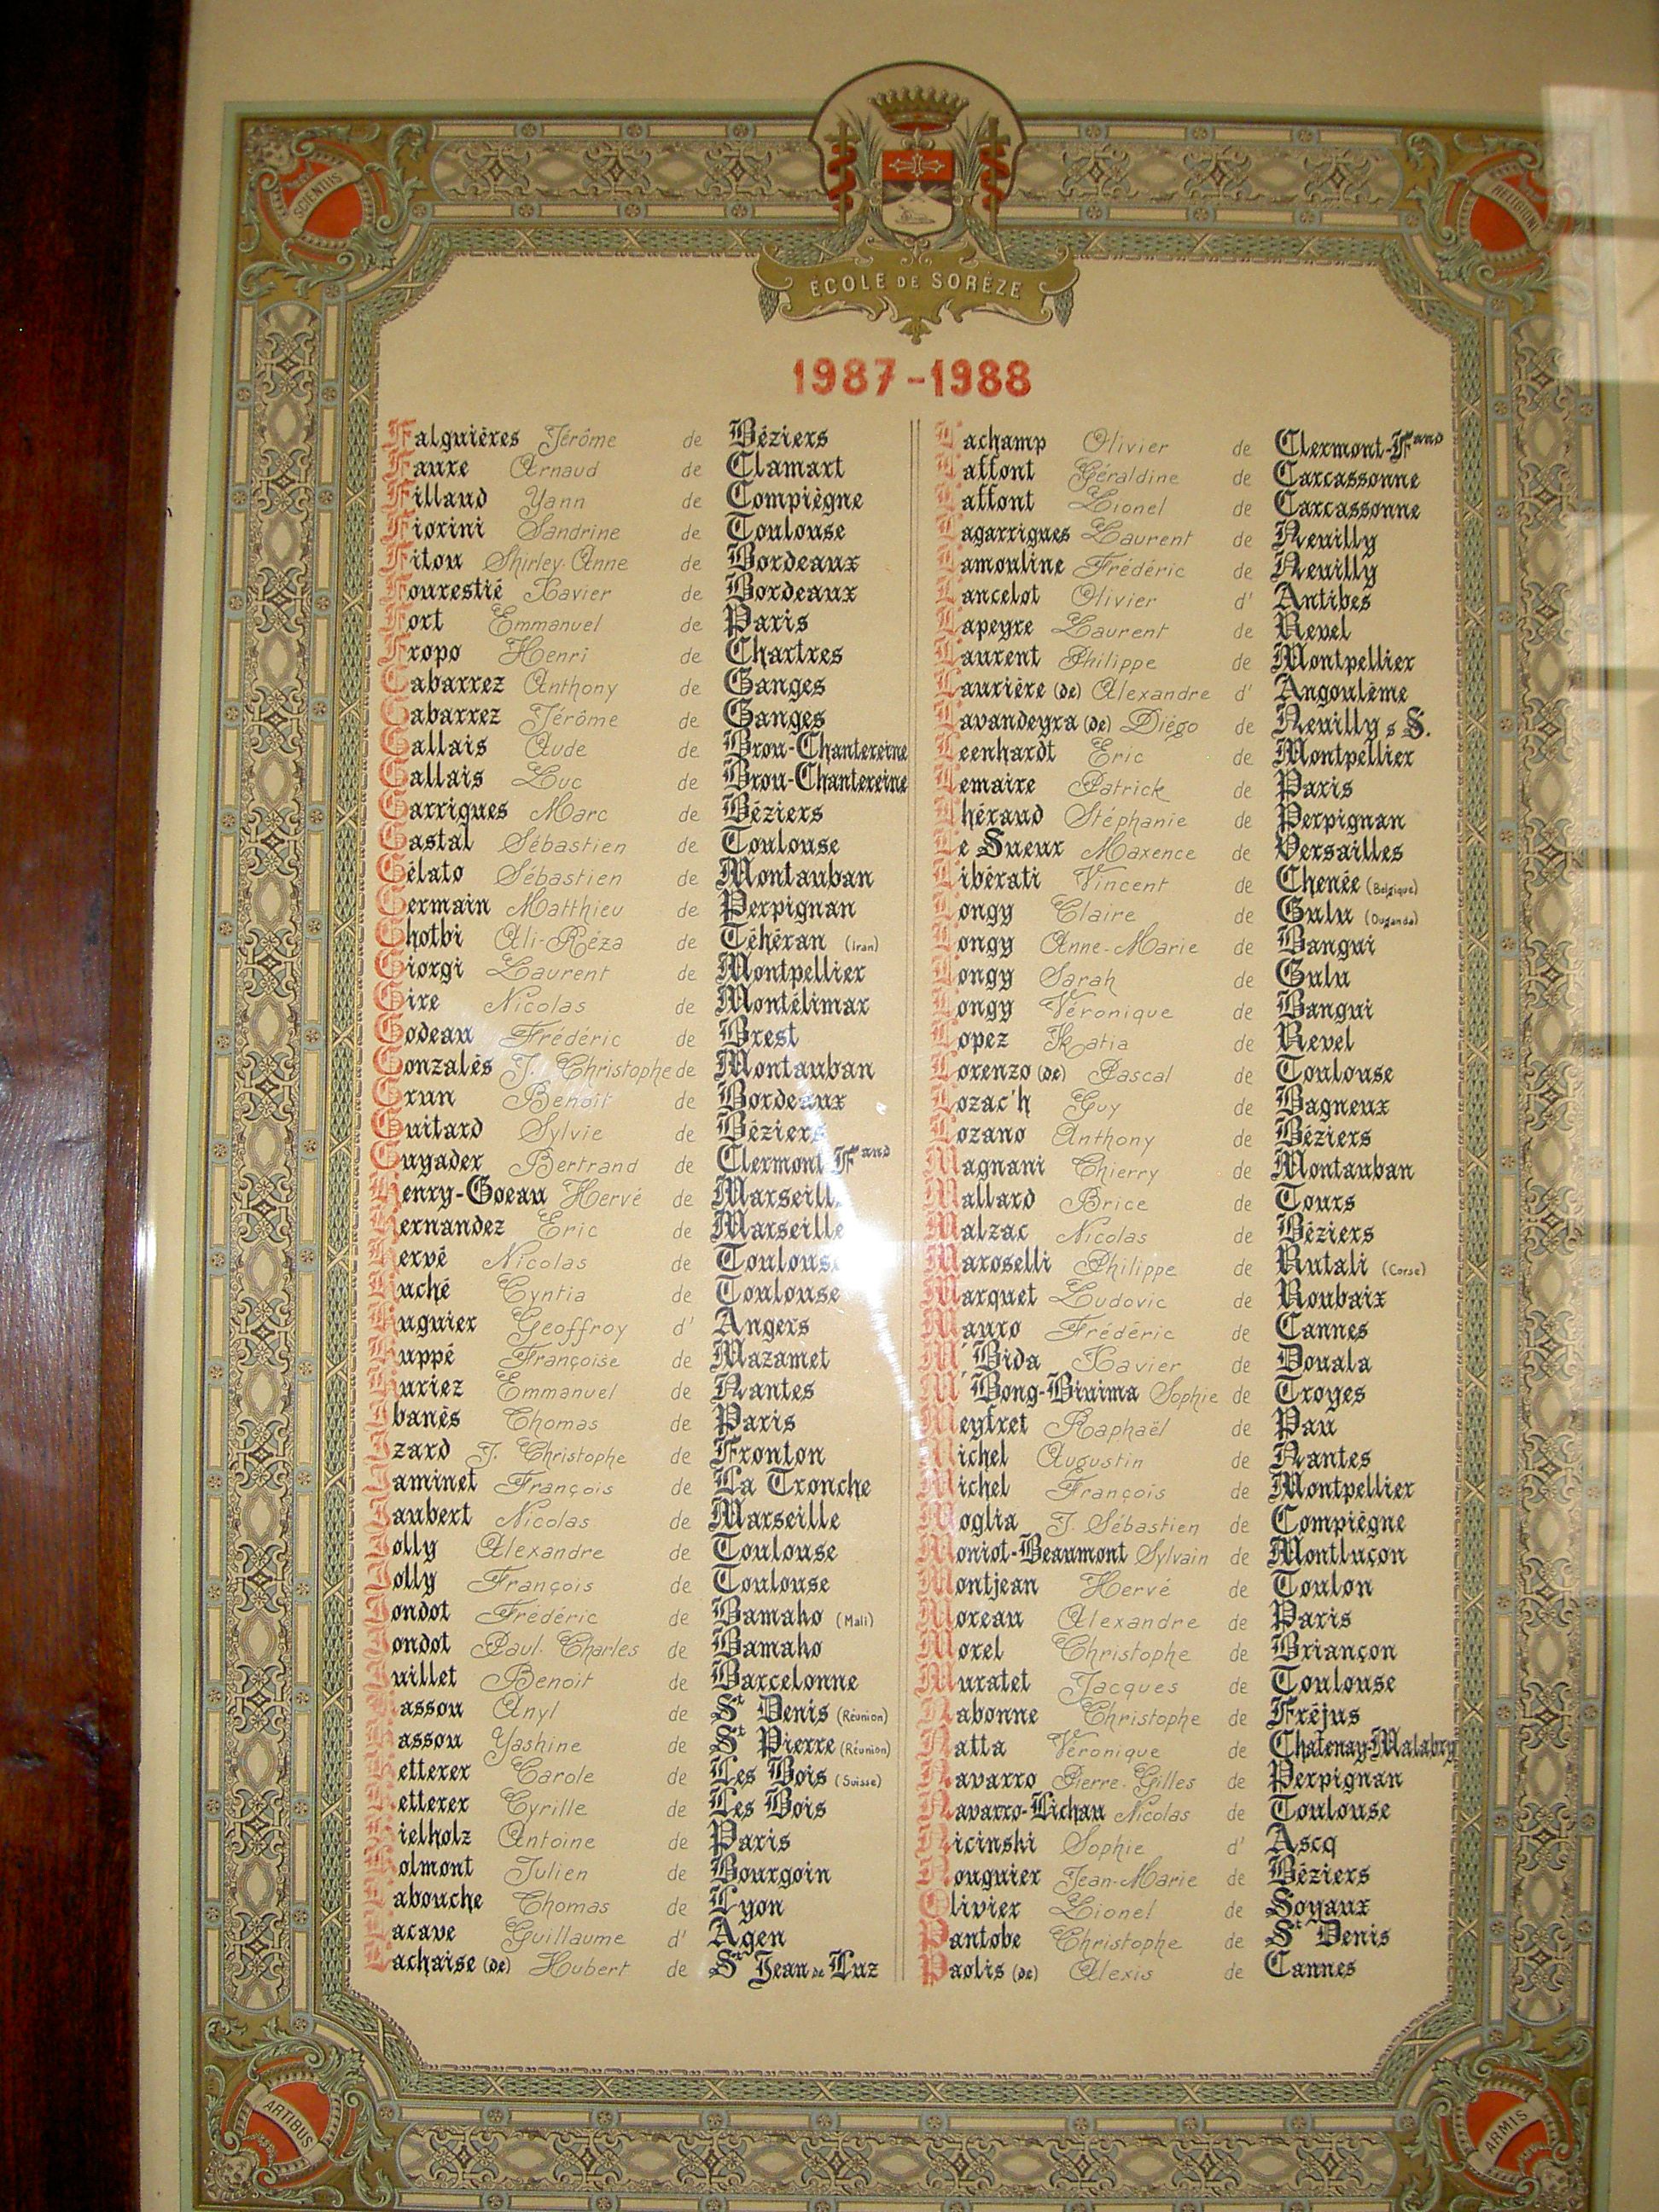 SCIENTIIS
RELIGIONI
ÉCOLE DE SORÈZE
1987-1988
Falguières Jérôme de Béziers
Faure Arnaud de Clamart
Fillaud Yann de Compiègne
Fiorini Sandrine de Toulouse
Fitou Shirley-Anne de Bordeaux
Fourestié Xavier de Bordeaux
Fort Emmanuel de Paris
Fropo Henri de Chartres
Gabarrez Anthony de Ganges
Gabarrez Jérôme de Ganges
Gallais Aude de Brou-Chantereine
Gallais Luc de Brou-Chantereine
Garrigues Marc de Béziers
Gastal Sébastien de Toulouse
Gélato Sébastien de Montauban
Germain Matthieu de Perpignan
Ghotbi Ali-Réza de Téhéran (Iran)
Giorgi Laurent de Montpellier
Gire Nicolas de Montélimar
Godeau Frédéric de Brest
Gonzalès J. Christophe de Montauban
Grun Benoit de Bordeaux
Guitard Sylvie de Béziers
Guyader Bertrand de Clermont Fand
Henry-Goeau Hervé de Marseille
Hernandez Eric de Marseille
Hervé Nicolas de Toulouse
Huché Cyntia de Toulouse
Huguier Geoffroy d' Angers
Huppé Françoise de Mazamet
Huriez Emmanuel de Nantes
Ibanès Thomas de Paris
Izard J. Christophe de Fronton
Jaminet François de La Tronche
Jaubert Nicolas de Marseille
Jolly Alexandre de Toulouse
Jolly François de Toulouse
Jondot Frédéric de Bamako (Mali)
Jondot Paul-Charles de Bamako
Juillet Benoit de Barcelonne
Kassou Anyl de St Denis (Réunion)
Kassou Yashine de St Pierre (Réunion)
Ketterer Carole de Les Bois (Suisse)
Ketterer Cyrille de Les Bois
Kielholz Antoine de Paris
Kolmont Julien de Bourgoin
Labouche Thomas de Lyon
Lacave Guillaume d' Agen
Lachaise (de) Hubert de St Jean de Luz
Lachamp Olivier de Clermont-Fand
Laffont Géraldine de Carcassonne
Laffont Lionel de Carcassonne
Lagarrigues Laurent de Neuilly
Lamouline Frédéric de Neuilly
Lancelot Olivier d' Antibes
Lapeyre Laurent de Revel
Laurent Philippe de Montpellier
Laurière (de) Alexandre d' Angoulême
Lavandeyra (de) Diégo de Neuilly s S.
Leenhardt Eric de Montpellier
Lemaire Patrick de Paris
Lhéraud Stéphanie de Perpignan
Le Sueur Maxence de Versailles
Libérati Vincent de Chenée (Belgique)
Longy Claire de Gulu (Ouganda)
Longy Anne-Marie de Bangui
Longy Sarah de Gulu
Longy Véronique de Bangui
Lopez Katia de Revel
Lorenzo (de) Pascal de Toulouse
Lozac'h Guy de Bagneux
Lozano Anthony de Béziers
Magnani Thierry de Montauban
Mallard Brice de Tours
Malzac Nicolas de Béziers
Maroselli Philippe de Rutali (Corse)
Marquet Ludovic de Roubaix
Mauro Frédéric de Cannes
M'Bida Xavier de Douala
M'Bong-Biuima Sophie de Troyes
Meyfret Raphaël de Pau
Michel Augustin de Nantes
Michel François de Montpellier
Moglia J. Sébastien de Compiègne
Moniot-Beaumont Sylvain de Montluçon
Montjean Hervé de Toulon
Moreau Alexandre de Paris
Morel Christophe de Briançon
Muratet Jacques de Toulouse
Nabonne Christophe de Fréjus
Natta Véronique de Chatenay-Malabry
Navarro Pierre-Gilles de Perpignan
Navarro-Lichau Nicolas de Toulouse
Nicinski Sophie d' Ascq
Nouguier Jean-Marie de Béziers
Olivier Lionel de Soyaux
Pantobe Christophe de St Denis
Paolis (de) Alexis de Cannes
ARTIBUS
ARMIS